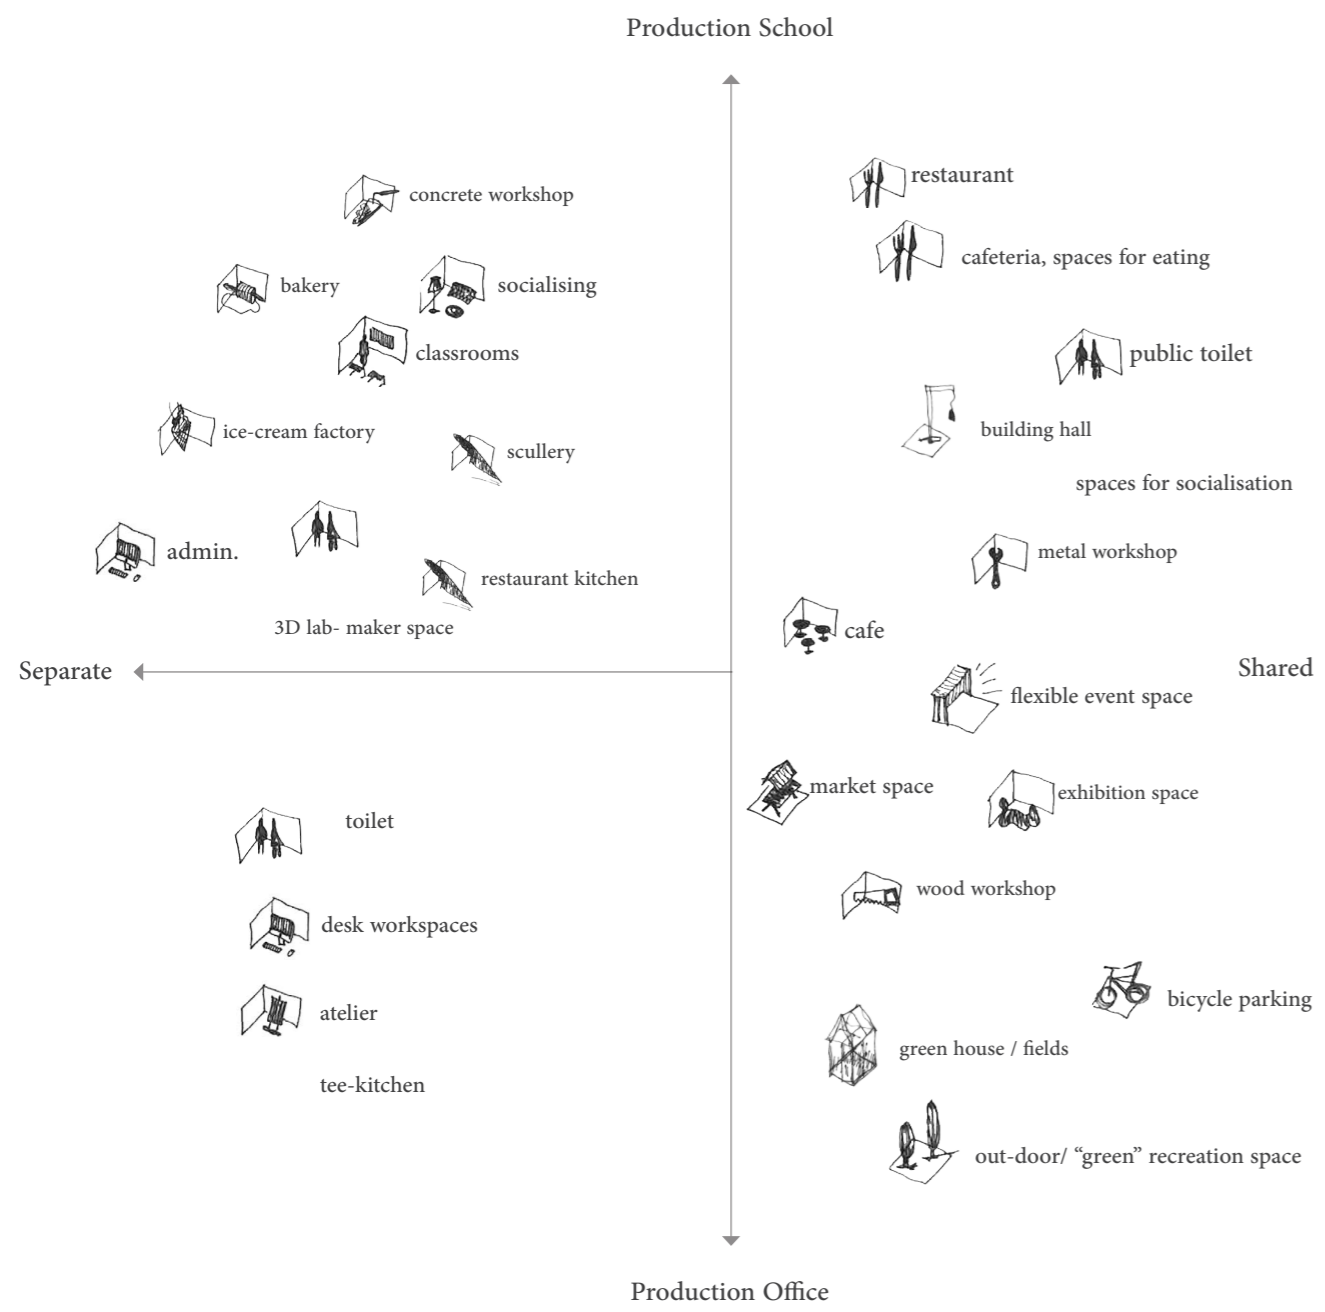 Production School
concrete workshop
restaurant
cafeteria, spaces for eating
bakery
socialising
classrooms
public toilet
ice-cream factory
scullery
building hall
spaces for socialisation
admin.
restaurant kitchen
metal workshop
3D lab- maker space
cafe
Separate
Shared
flexible event space
market space
exhibition space
toilet
wood workshop
desk workspaces
atelier
bicycle parking
green house / fields
tee-kitchen
out-door/ “green” recreation space
Production Office